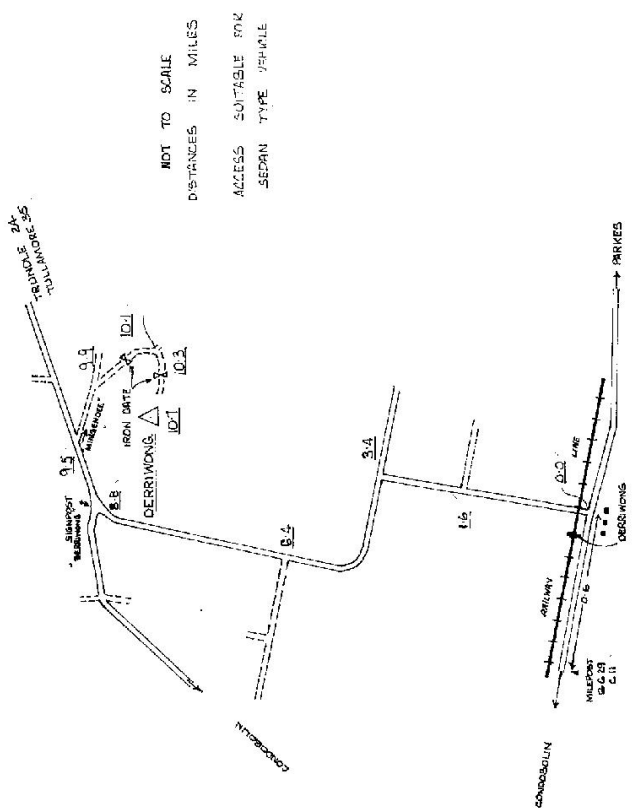 NOT TO SCALE
DISTANCES IN MILES
ACCESS SUITABLE FOR
SEDAN TYPE VEHICLE
TRUNDLE 24
TULLAMORE 35
9.9
10.1
10.3
IRON GATE
10.7
DERRIWONG
9.5
8.8
SIGNPOST
"DERRIWONG"
6.4
3.4
1.6
CONDOBOLIN
PARKES
0.0
LINE
RAILWAY
DERRIWONG
0.6
MILEPOST
CONDOBOLIN